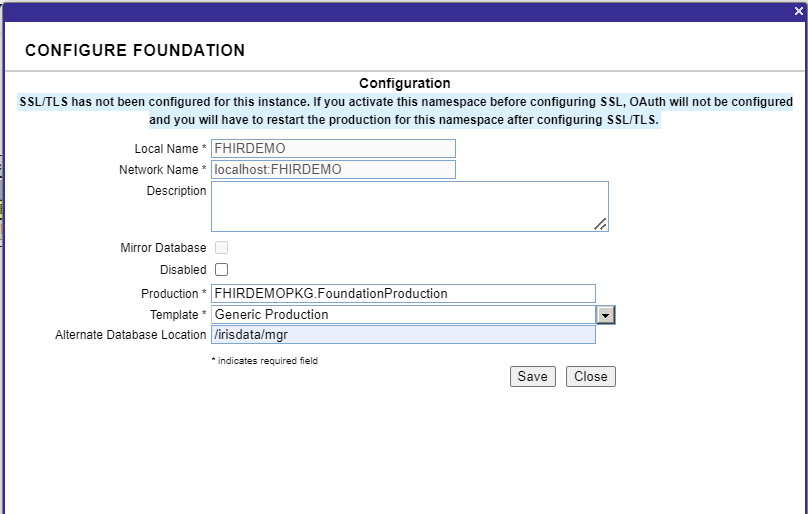 CONFIGURE FOUNDATION
Configuration
SSL/TLS has not been configured for this instance. If you activate this namespace before configuring SSL, OAuth will not be configured
and you will have to restart the production for this namespace after configuring SSL/TLS.
Local Name * FHIRDEMO
Network Name * localhost:FHIRDEMO
Description
Mirror Database
Disabled
Production * FHIRDEMOPKG.FoundationProduction
Template * Generic Production
Alternate Database Location /irisdata/mgr
* indicates required field
Save Close